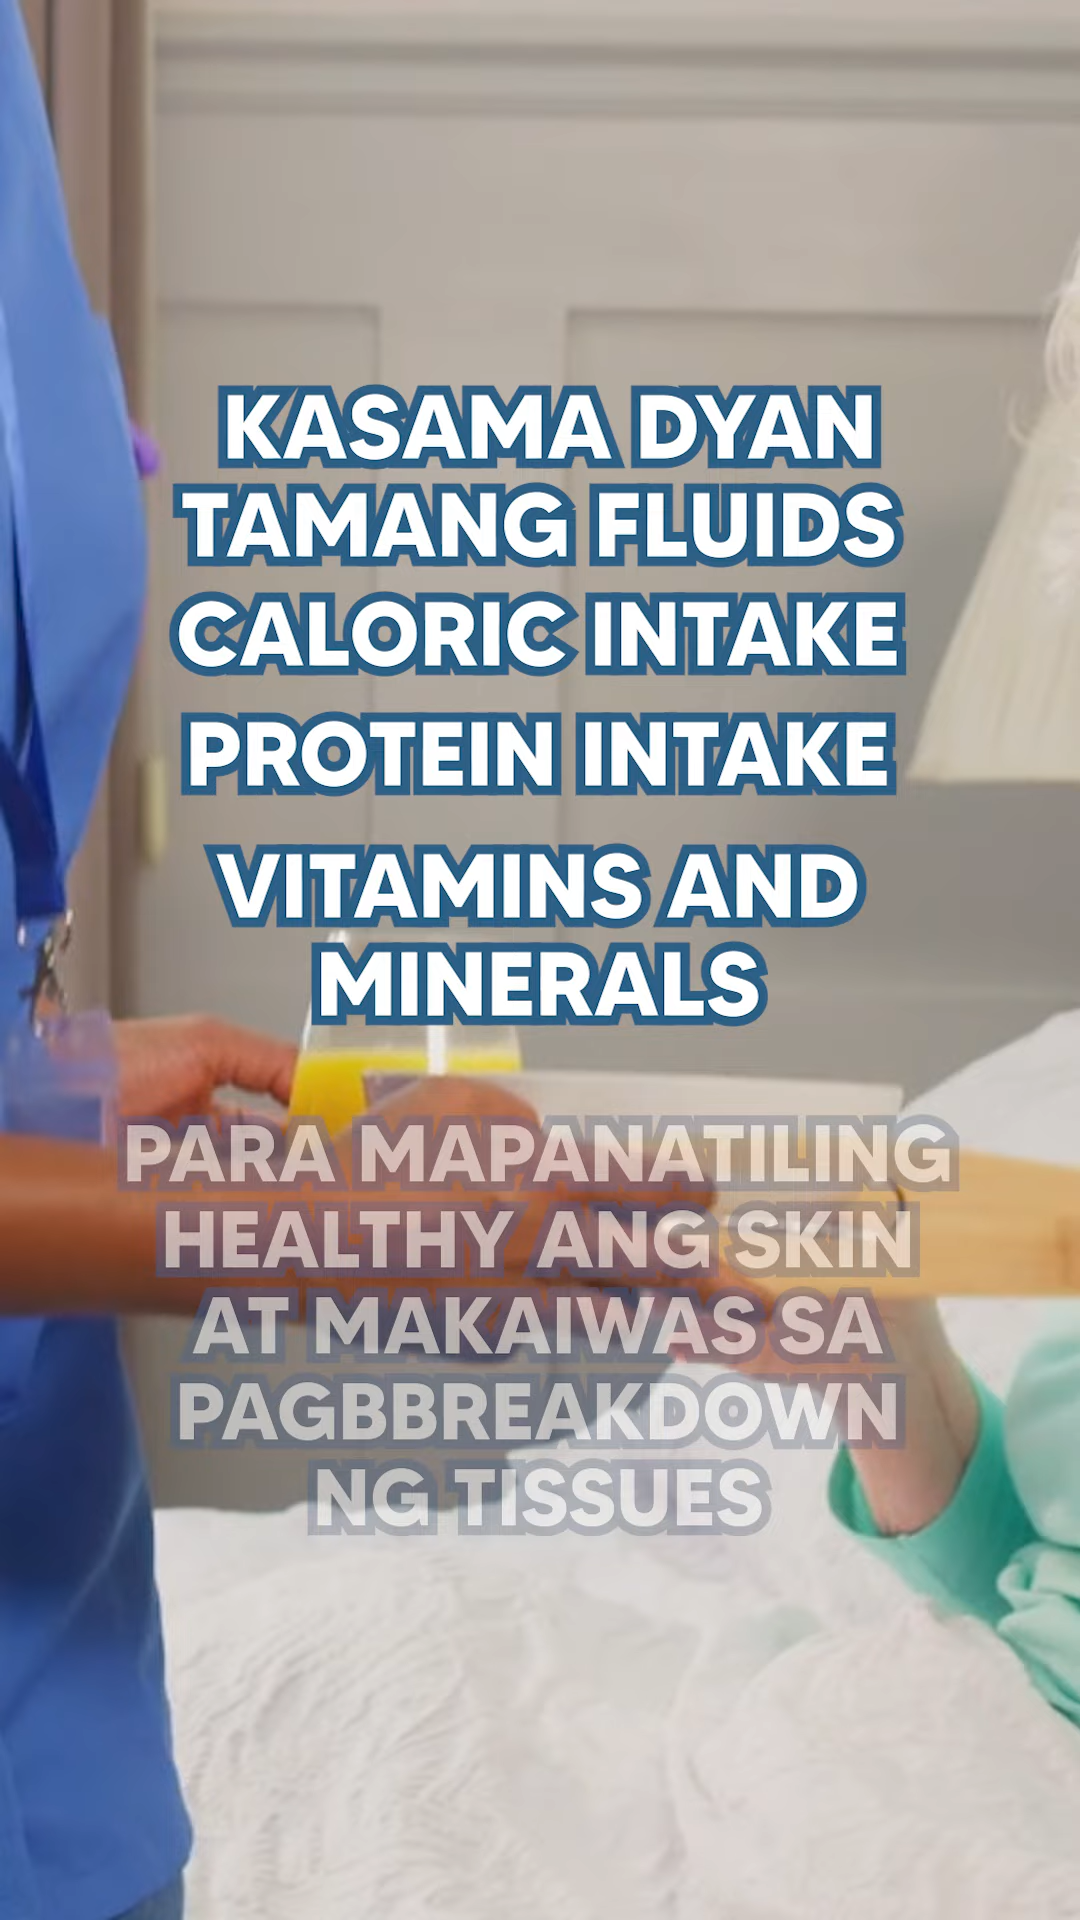 KASAMA DYAN
TAMANG FLUIDS
CALORIC INTAKE
PROTEIN INTAKE
VITAMINS AND
MINERALS
PARA MAPANATILING
HEALTHY ANG SKIN
AT MAKAIWAS SA
PAGBBREAKDOWN
NG TISSUES